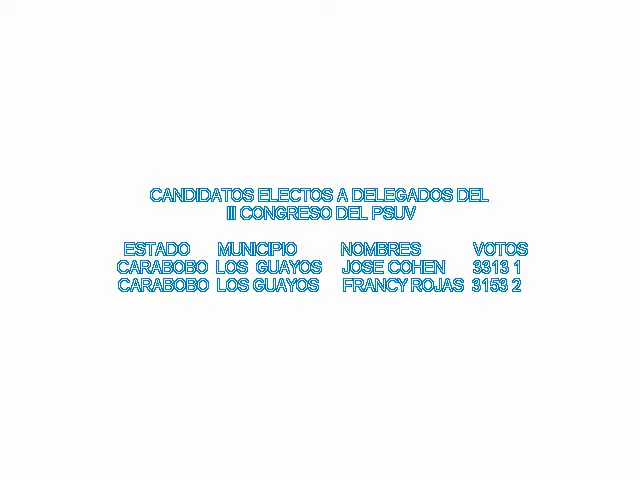 CANDIDATOS ELECTOS A DELEGADOS DEL
III CONGRESO DEL PSUV
ESTADO MUNICIPIO NOMBRES VOTOS
CARABOBO LOS GUAYOS JOSE COHEN 3313 1
CARABOBO LOS GUAYOS FRANCY ROJAS 3153 2